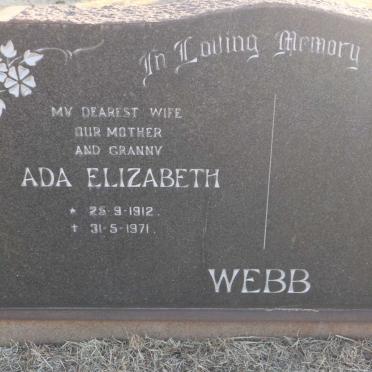 In Loving Memory
MY DEAREST WIFE
OUR MOTHER
AND GRANNY
ADA ELIZABETH
* 25-9-1912.
† 31-5-1971.
WEBB